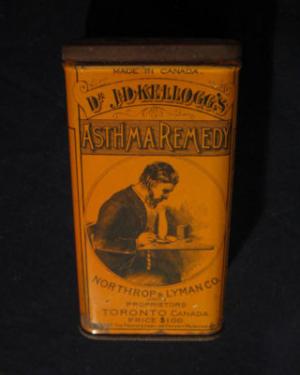 MADE IN CANADA.
DR. J.D. KELLOGG'S
ASTHMA REMEDY
NORTHROP & LYMAN CO.
PROPRIETORS
TORONTO CANADA
PRICE $1.00